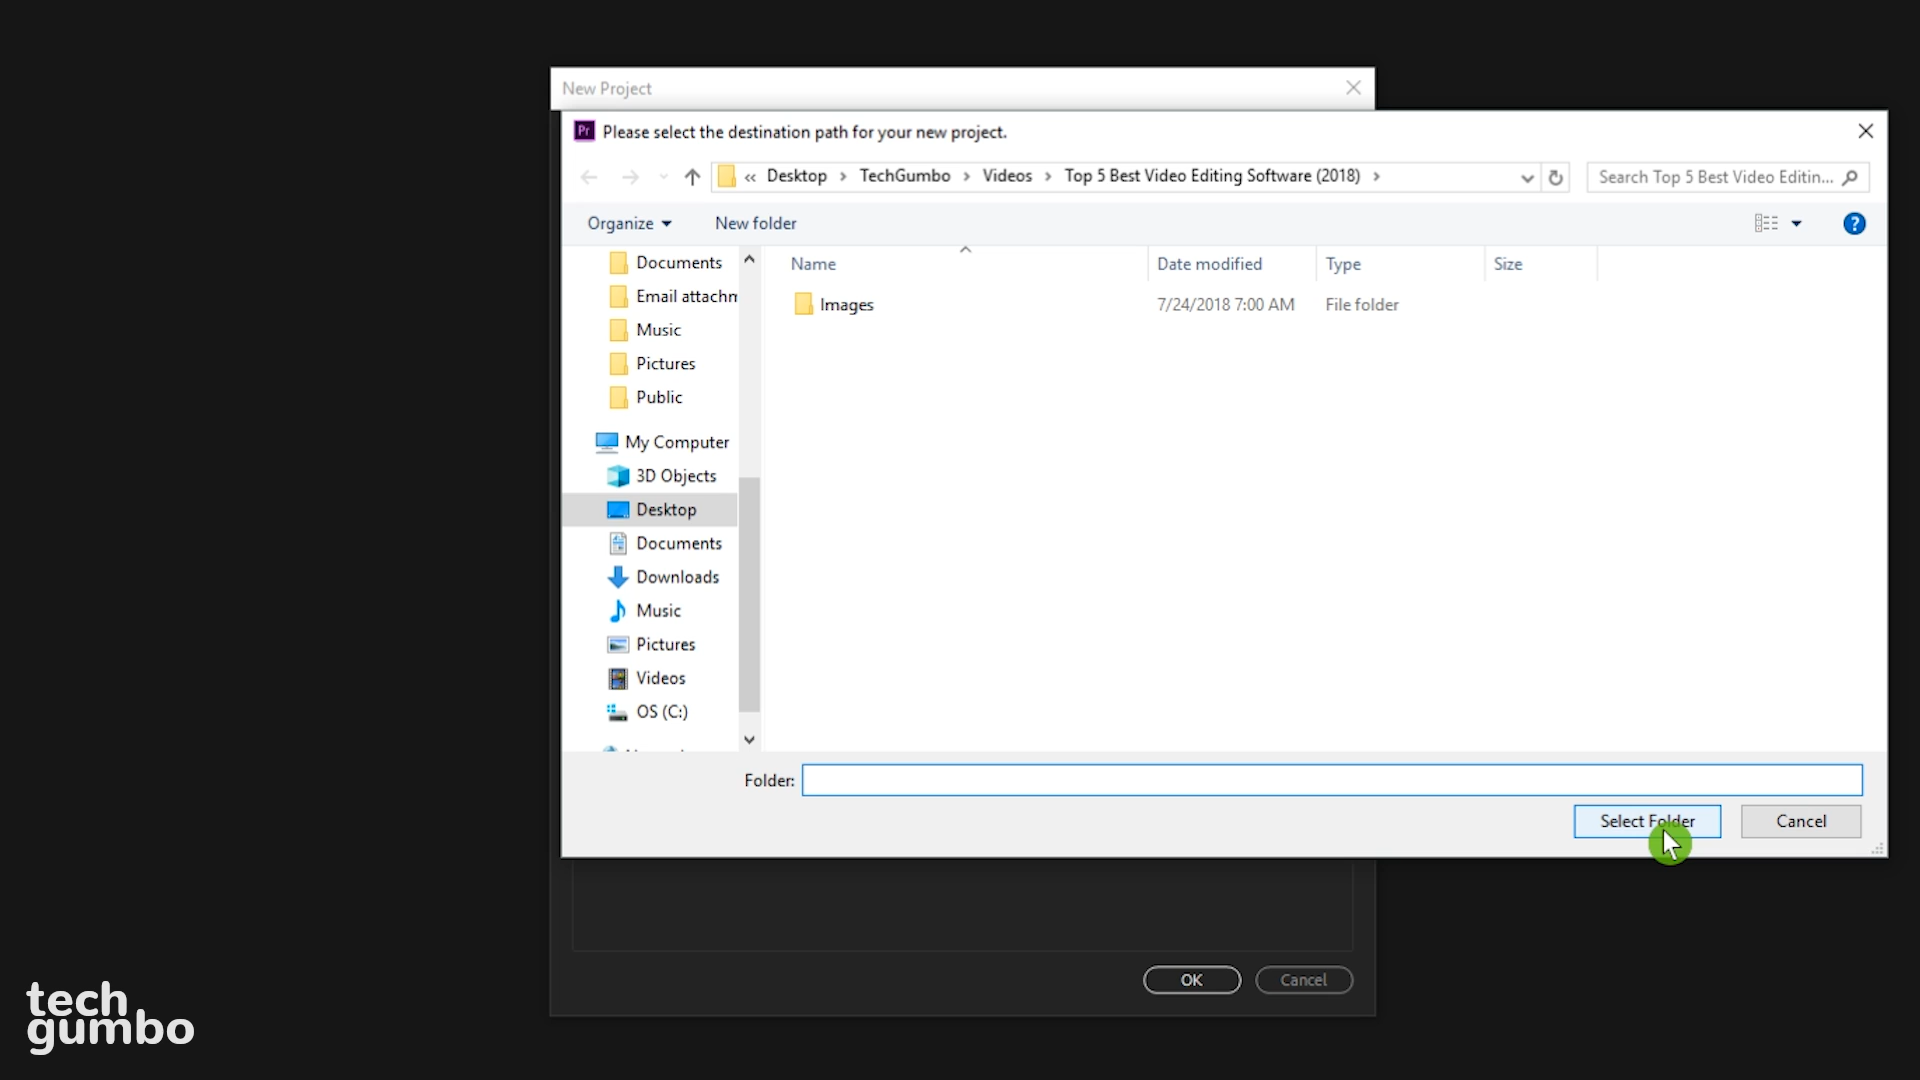 New Project
Pr Please select the destination path for your new project.
« Desktop > TechGumbo > Videos > Top 5 Best Video Editing Software (2018) >
Search Top 5 Best Video Editin...
Organize New folder ?
Name Date modified Type Size
Images 7/24/2018 7:00 AM File folder
Documents
Email attachm
Music
Pictures
Public
My Computer
3D Objects
Desktop
Documents
Downloads
Music
Pictures
Videos
OS (C:)
Folder:
Select Folder Cancel
OK Cancel
tech
gumbo